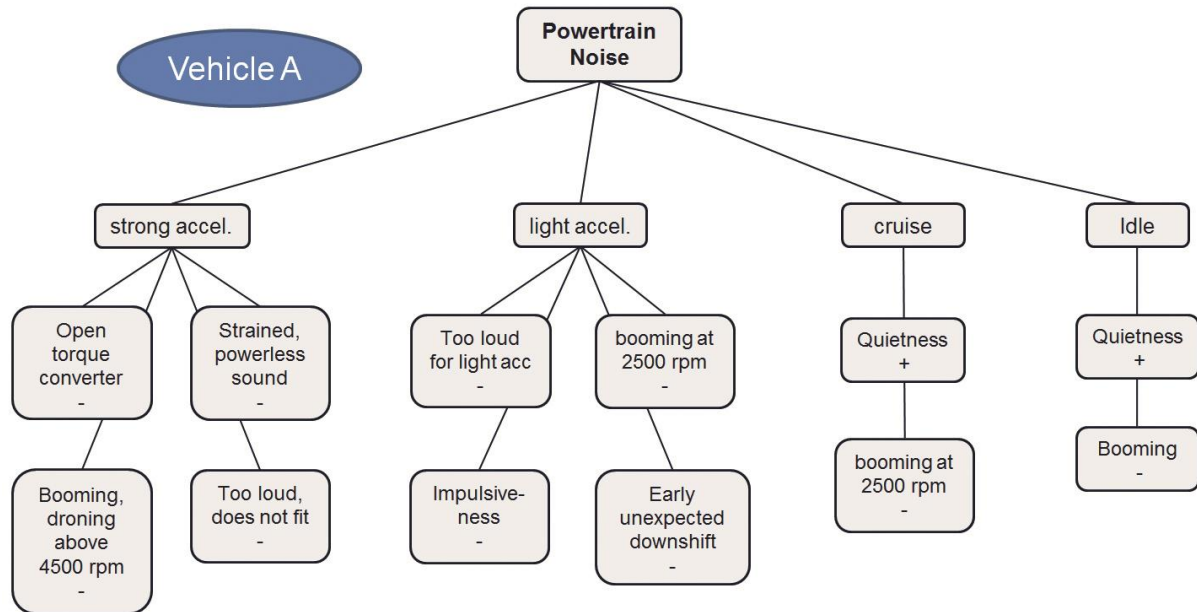 Vehicle A
Powertrain
Noise
strong accel.
light accel.
cruise
Idle
Open
torque
converter
-
Strained,
powerless
sound
-
Too loud
for light acc
-
booming at
2500 rpm
-
Quietness
+
Quietness
+
Booming,
droning
above
4500 rpm
-
Too loud,
does not fit
-
Impulsive-
ness
-
Early
unexpected
downshift
-
booming at
2500 rpm
-
Booming
-